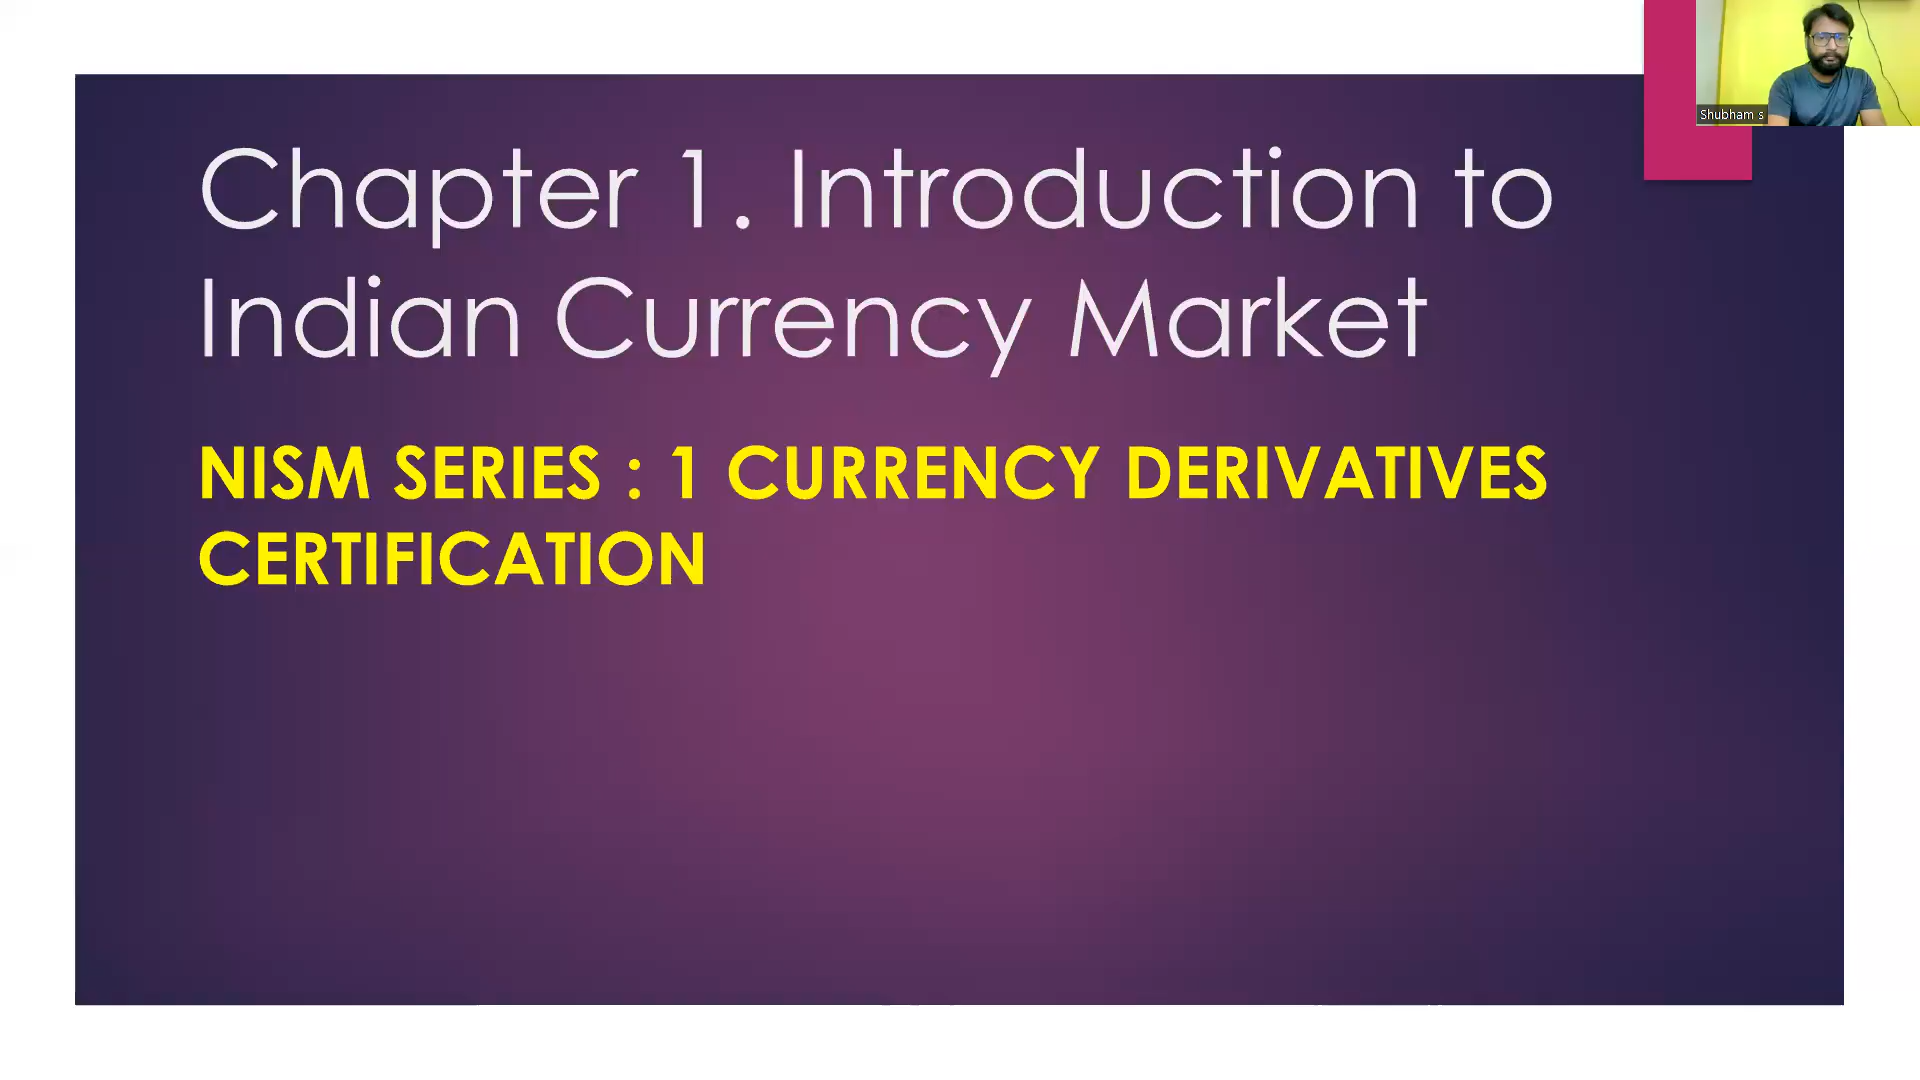 Shubham s
Chapter 1. Introduction to
Indian Currency Market
NISM SERIES : 1 CURRENCY DERIVATIVES
CERTIFICATION